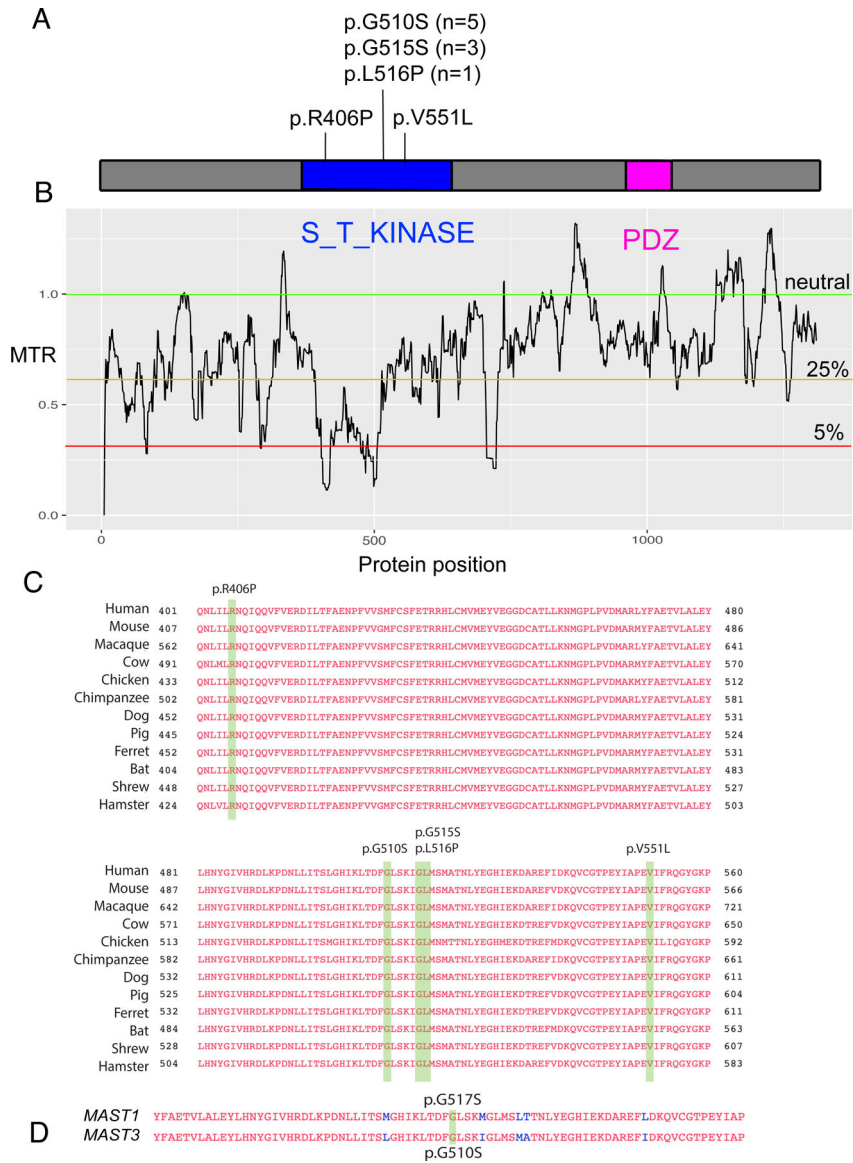 A
p.G510S (n=5)
p.G515S (n=3)
p.L516P (n=1)
p.R406P
p.V551L
B
S_T_KINASE
PDZ
neutral
1.0
MTR
25%
0.5
5%
0.0
0
500
1000
Protein position
C
p.R406P
Human 401 QNLILRNQIQQVFVERDILTFAENPFVVSMFCSFETRRHLCMVMEYVEGGDCATLLKNMGPLPVDMARLYFAETVLALEY 480
Mouse 407 QNLILRNQIQQVFVERDILTFAENPFVVGMFCSFETRRHLCMVMEYVEGGDCATLLKNMGPLPVDMARMYFAETVLALEY 486
Macaque 562 QNLILRNQIQQVFVERDILTFAENPFVVSMFCSFETRRHLCMVMEYVEGGDCATLLKNMGPLPVDMARLYFAETVLALEY 641
Cow 491 QNLMLRNQIQQVFVERDILTFAENPFVVSMFCSFETRRHLCMVMEYVEGGDCATLLKNMGPLPVDMARMYFAETVLALEY 570
Chicken 433 QNLILRNQIQQVFVERDILTFAENPFVVSMFCSFETKRHLCMVMEYVEGGDCATLLKNMGPLPVDMARMYFAETVLALEY 512
Chimpanzee 502 QNLILRNQIQQVFVERDILTFAENPFVVSMFCSFETRRHLCMVMEYVEGGDCATLLKNMGPLPVDMARLYFAETVLALEY 581
Dog 452 QNLILRNQIQQVFVERDILTFAENPFVVSMFCSFETRRHLCMVMEYVEGGDCATLLKNMGPLPVDMARMYFAETVLALEY 531
Pig 445 QNLILRNQIQQVFVERDILTFAENPFVVSMFCSFETRRHLCMVMEYVEGGDCATLLKNMGPLPVDMARMYFAETVLALEY 524
Ferret 452 QNLILRNQIQQVFVERDILTFAENPFVVSMFCSFETRRHLCMVMEYVEGGDCATLLKNMGPLPVDMARMYFAETVLALEY 531
Bat 404 QNLILRNQIQQVFVERDILTFAENPFVVSMFCSFETRRHLCMVMEYVEGGDCATLLKNMGPLPVDMARMYFAETVLALEY 483
Shrew 448 QNLILRNQIQQVFVERDILTFAENPFVVSMFCSFETRRHLCMVMEYVEGGDCATLLKNMGPLPVDMARMYFAETVLALEY 527
Hamster 424 QNLVLRNQIQQVFVERDILTFAENPFVVSMFCSFETRRHLCMVMEYVEGGDCATLLKNMGPLPVDMARMYFAETVLALEY 503
p.G515S
p.G510S p.L516P p.V551L
Human 481 LHNYGIVHRDLKPDNLLITSLGHIKLTDFGLSKIGLMSMATNLYEGHIEKDAREFIDKQVCGTPEYIAPEVIFRQGYGKP 560
Mouse 487 LHNYGIVHRDLKPDNLLITSLGHIKLTDFGLSKIGLMSMATNLYEGHIEKDAREFIDKQVCGTPEYIAPEVIFRQGYGKP 566
Macaque 642 LHNYGIVHRDLKPDNLLITSLGHIKLTDFGLSKIGLMSMATNLYEGHIEKDAREFIDKQVCGTPEYIAPEVIFRQGYGKP 721
Cow 571 LHNYGIVHRDLKPDNLLITSLGHIKLTDFGLSKIGLMSMATNLYEGHIEKDTREFVDKQVCGTPEYIAPEVIFRQGYGKP 650
Chicken 513 LHNYGIVHRDLKPDNLLITSMGHIKLTDFGLSKIGLMNMTTNLYEGHMEKDTREFMDKQVCGTPEYIAPEVILIQGYGKP 592
Chimpanzee 582 LHNYGIVHRDLKPDNLLITSLGHIKLTDFGLSKIGLMSMATNLYEGHIEKDAREFIDKQVCGTPEYIAPEVIFRQGYGKP 661
Dog 532 LHNYGIVHRDLKPDNLLITSLGHIKLTDFGLSKIGLMSMATNLYEGHIEKDTREFVDKQVCGTPEYIAPEVIFRQGYGKP 611
Pig 525 LHNYGIVHRDLKPDNLLITSLGHIKLTDFGLSKIGLMSMATNLYEGHIEKDTREFVDKQVCGTPEYIAPEVIFRQGYGKP 604
Ferret 532 LHNYGIVHRDLKPDNLLITSLGHIKLTDFGLSKIGLMSMATNLYEGHIEKDTREFVDKQVCGTPEYIAPEVIFRQGYGKP 611
Bat 484 LHNYGIVHRDLKPDNLLITSLGHIKLTDFGLSKIGLMSMATNLYEGHIEKDTREFMDKQVCGTPEYIAPEVIFRQGYGKP 563
Shrew 528 LHNYGIVHRDLKPDNLLITSLGHIKLTDFGLSKIGLMSMATNLYEGHIEKDAREFVDKQVCGTPEYIAPEVIFRQGYGKP 607
Hamster 504 LHNYGIVHRDLKPDNLLITSLGHIKLTDFGLSKIGLMSMATNLYEGHIEKDAREFVDKQVCGTPEYIAPEVIFRQGYGKP 583
p.G517S
MAST1 YFAETVLALEYLHNYGIVHRDLKPDNLLITSMGHIKLTDFGLSKMGLMSLTTNLYEGHIEKDAREFLDKQVCGTPEYIAP
D MAST3 YFAETVLALEYLHNYGIVHRDLKPDNLLITSLGHIKLTDFGLSKIGLMSMATNLYEGHIEKDAREFIDKQVCGTPEYIAP
p.G510S